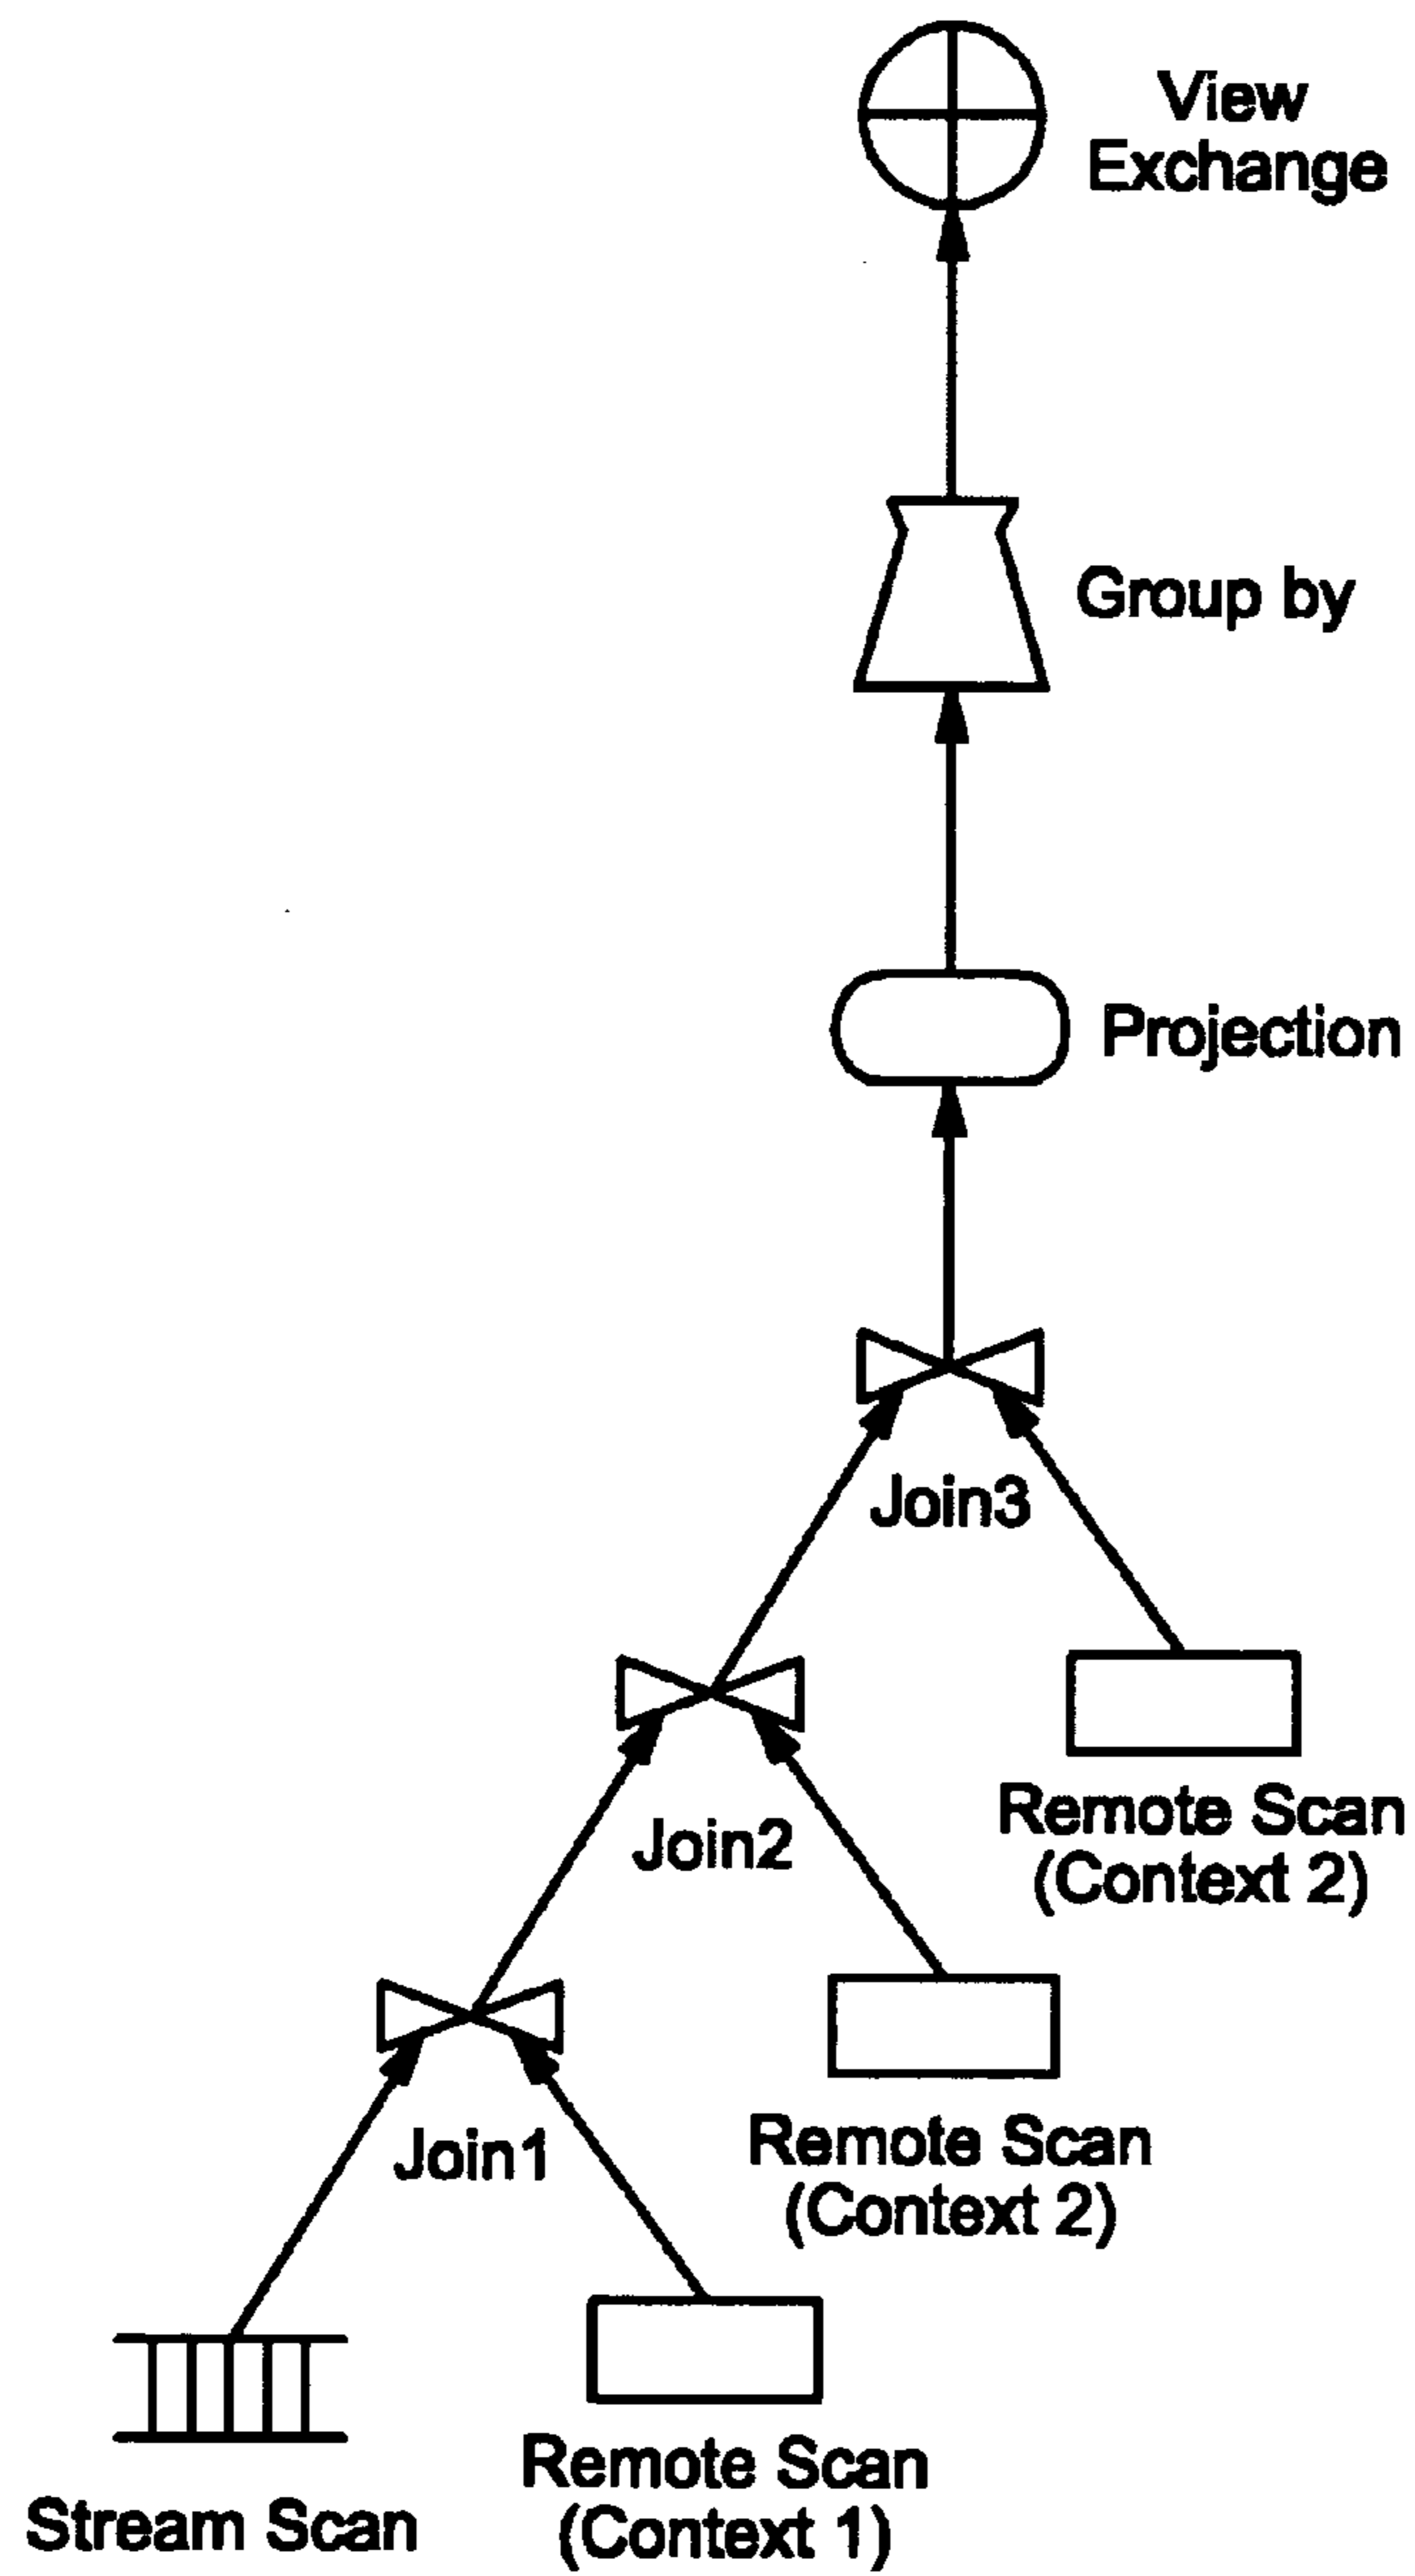 View
Exchange
Group by
Projection
Join3
Remote Scan
(Context 2)
Join2
Remote Scan
(Context 2)
Join1
Remote Scan
(Context 1)
Stream Scan